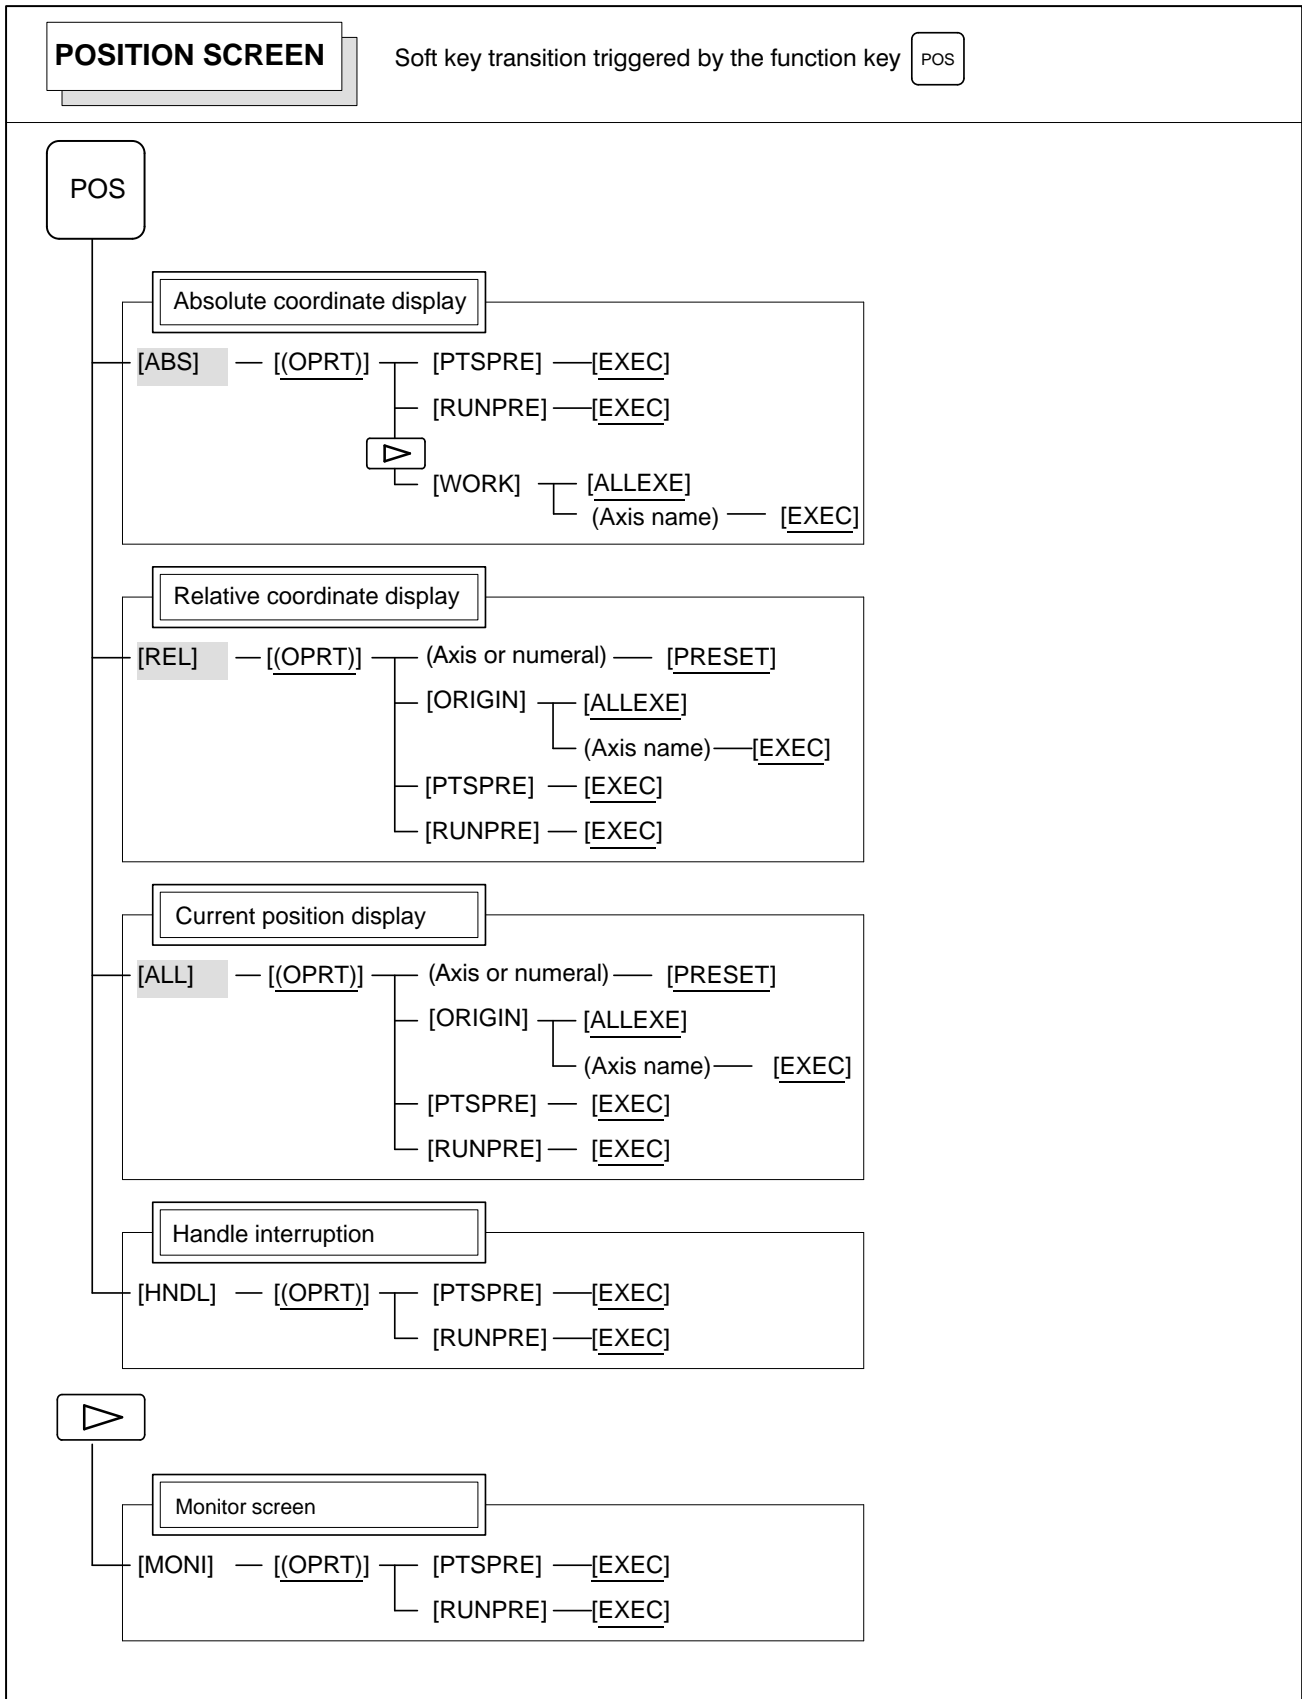 POSITION SCREEN
Soft key transition triggered by the function key POS
POS
Absolute coordinate display
[ABS] [(OPRT)] [PTSPRE] [EXEC]
[RUNPRE] [EXEC]
[WORK] [ALLEXE]
(Axis name) [EXEC]
Relative coordinate display
[REL] [(OPRT)] (Axis or numeral) [PRESET]
[ORIGIN] [ALLEXE]
(Axis name) [EXEC]
[PTSPRE] [EXEC]
[RUNPRE] [EXEC]
Current position display
[ALL] [(OPRT)] (Axis or numeral) [PRESET]
[ORIGIN] [ALLEXE]
(Axis name) [EXEC]
[PTSPRE] [EXEC]
[RUNPRE] [EXEC]
Handle interruption
[HNDL] [(OPRT)] [PTSPRE] [EXEC]
[RUNPRE] [EXEC]
Monitor screen
[MONI] [(OPRT)] [PTSPRE] [EXEC]
[RUNPRE] [EXEC]